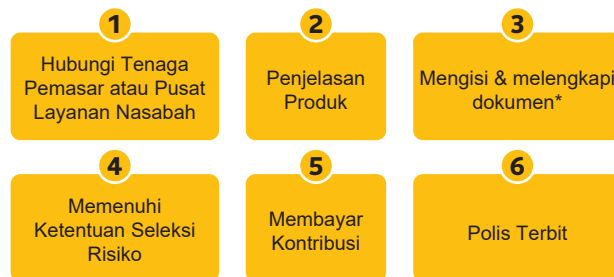 1
Hubungi Tenaga
Pemasar atau Pusat
Layanan Nasabah
2
Penjelasan
Produk
3
Mengisi & melengkapi
dokumen*
4
Memenuhi
Ketentuan Seleksi
Risiko
5
Membayar
Kontribusi
6
Polis Terbit